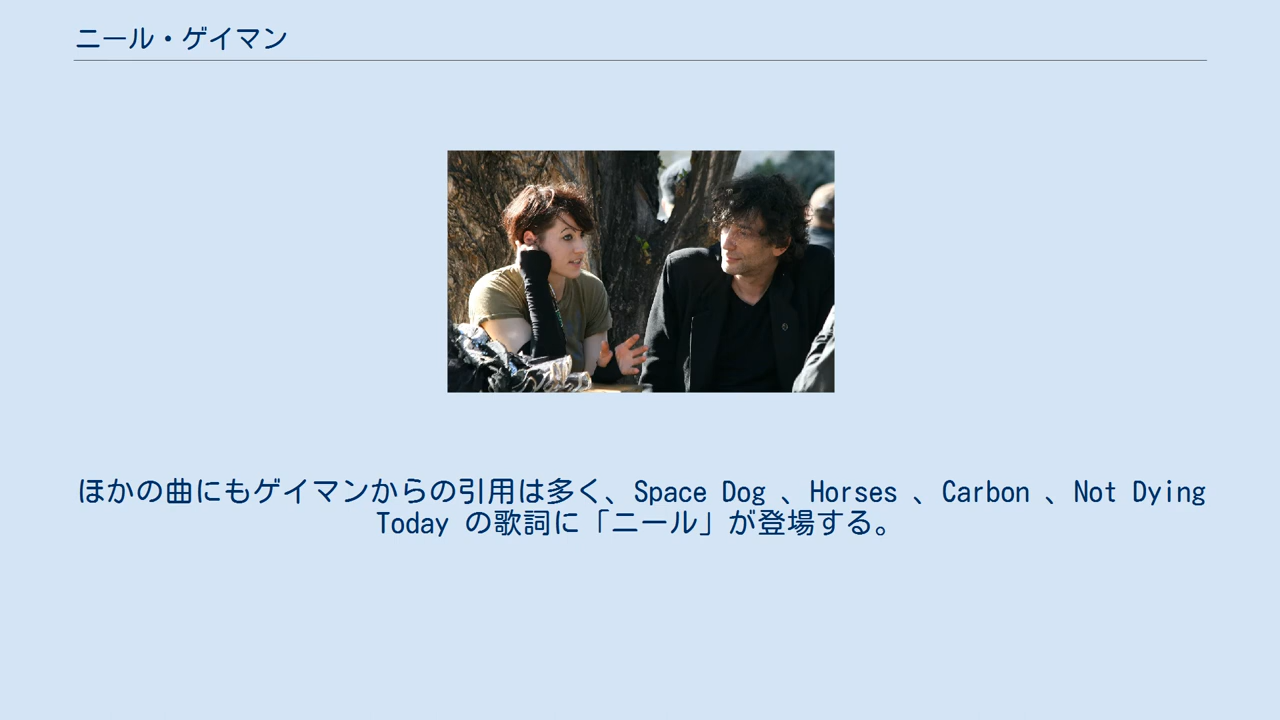 ニール・ゲイマン
ほかの曲にもゲイマンからの引用は多く、Space Dog 、Horses 、Carbon 、Not Dying
Today の歌詞に「ニール」が登場する。